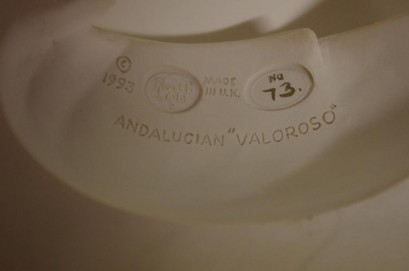 ©
1993
MADE
IN U.K.
No
73.
ANDALUCIAN "VALOROSO"